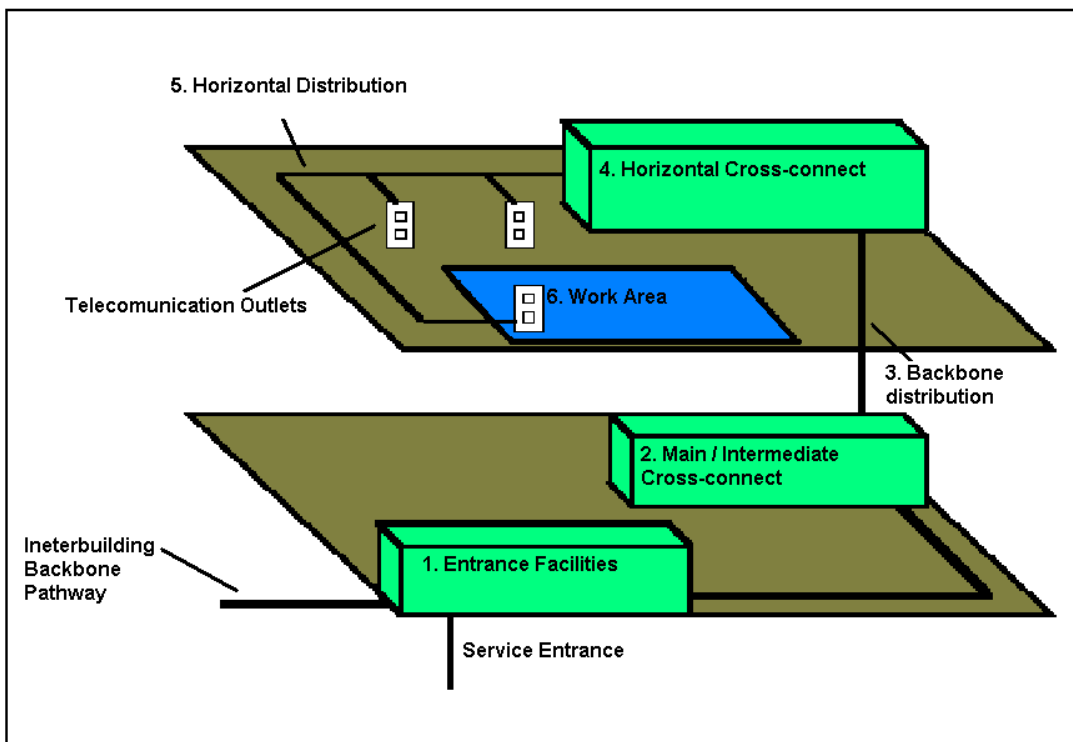 5. Horizontal Distribution
4. Horizontal Cross-connect
Telecomunication Outlets
6. Work Area
3. Backbone
distribution
2. Main / Intermediate
Cross-connect
Ineterbuilding
Backbone
Pathway
1. Entrance Facilities
Service Entrance